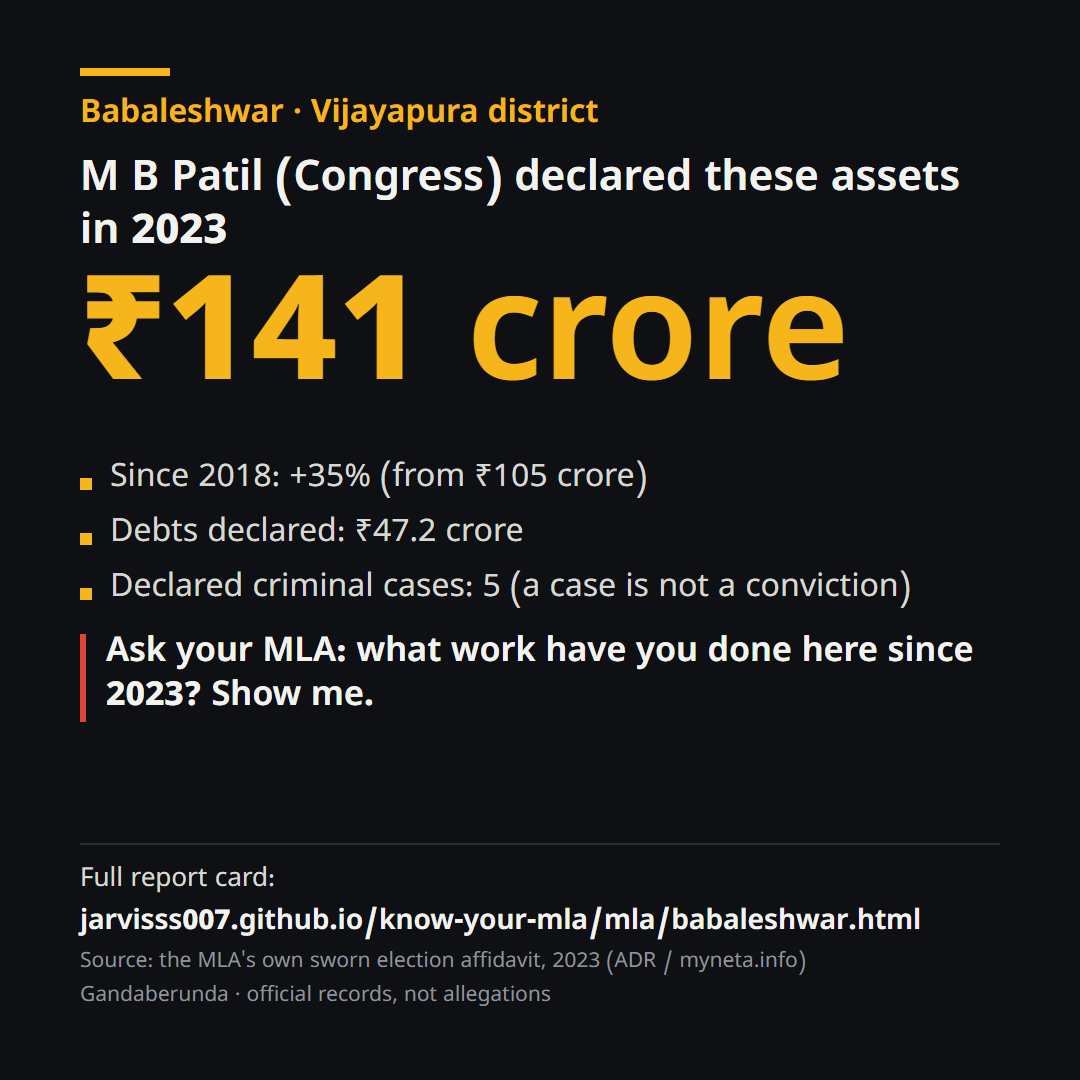 Babaleshwar · Vijayapura district
M B Patil (Congress) declared these assets
in 2023
₹141 crore
Since 2018: +35% (from ₹105 crore)
Debts declared: ₹47.2 crore
Declared criminal cases: 5 (a case is not a conviction)
Ask your MLA: what work have you done here since
2023? Show me.
Full report card:
jarvisss007.github.io/know-your-mla/mla/babaleshwar.html
Source: the MLA's own sworn election affidavit, 2023 (ADR / myneta.info)
Gandaberunda · official records, not allegations